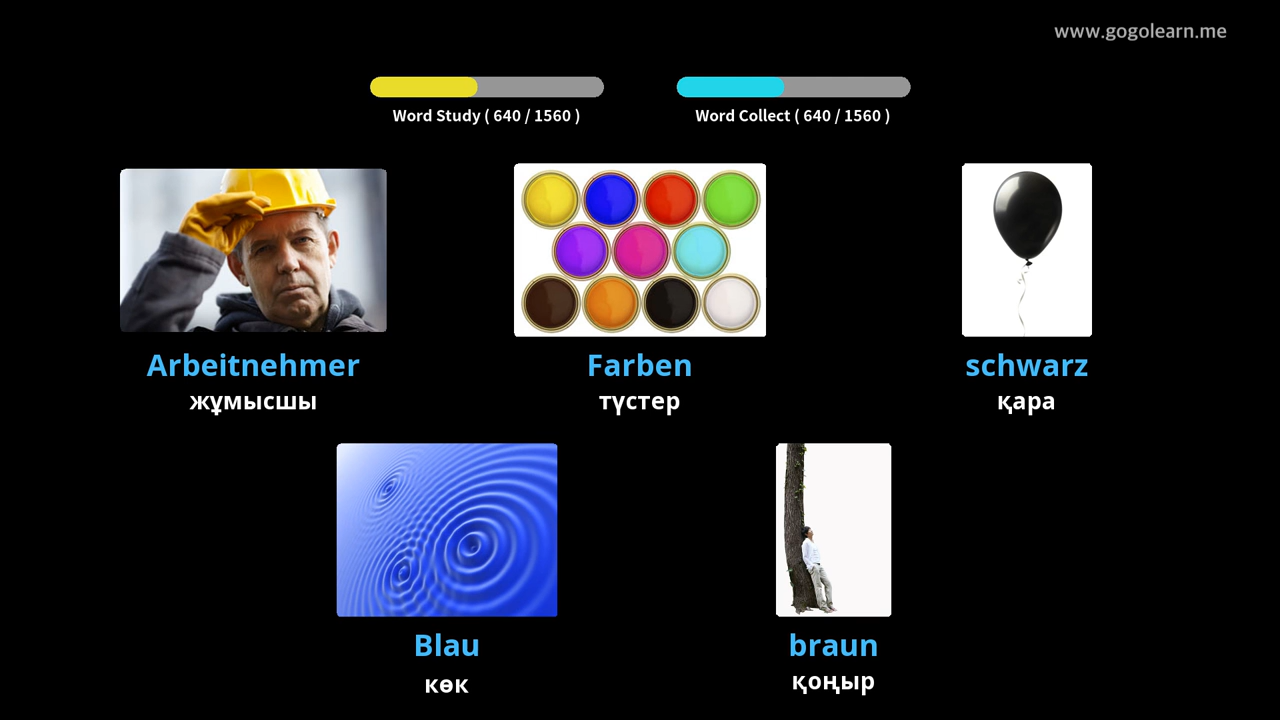 www.gogolearn.me
Word Study ( 640 / 1560 )
Word Collect ( 640 / 1560 )
Arbeitnehmer
жұмысшы
Farben
түстер
schwarz
қара
Blau
көк
braun
қоңыр